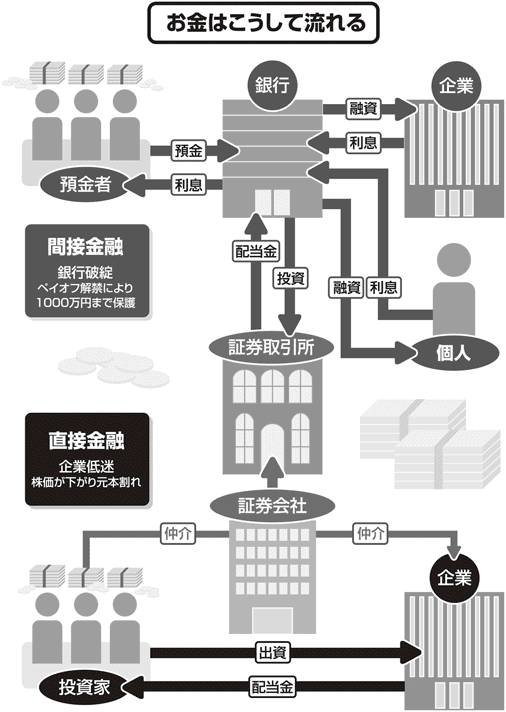 お金はこうして流れる
銀行
企業
融資
預金
利息
預金者
利息
間接金融
銀行破綻
ペイオフ解禁により
1000万円まで保護
配当金
投資
融資
利息
個人
証券取引所
直接金融
企業低迷
株価が下がり元本割れ
証券会社
仲介
仲介
企業
出資
投資家
配当金